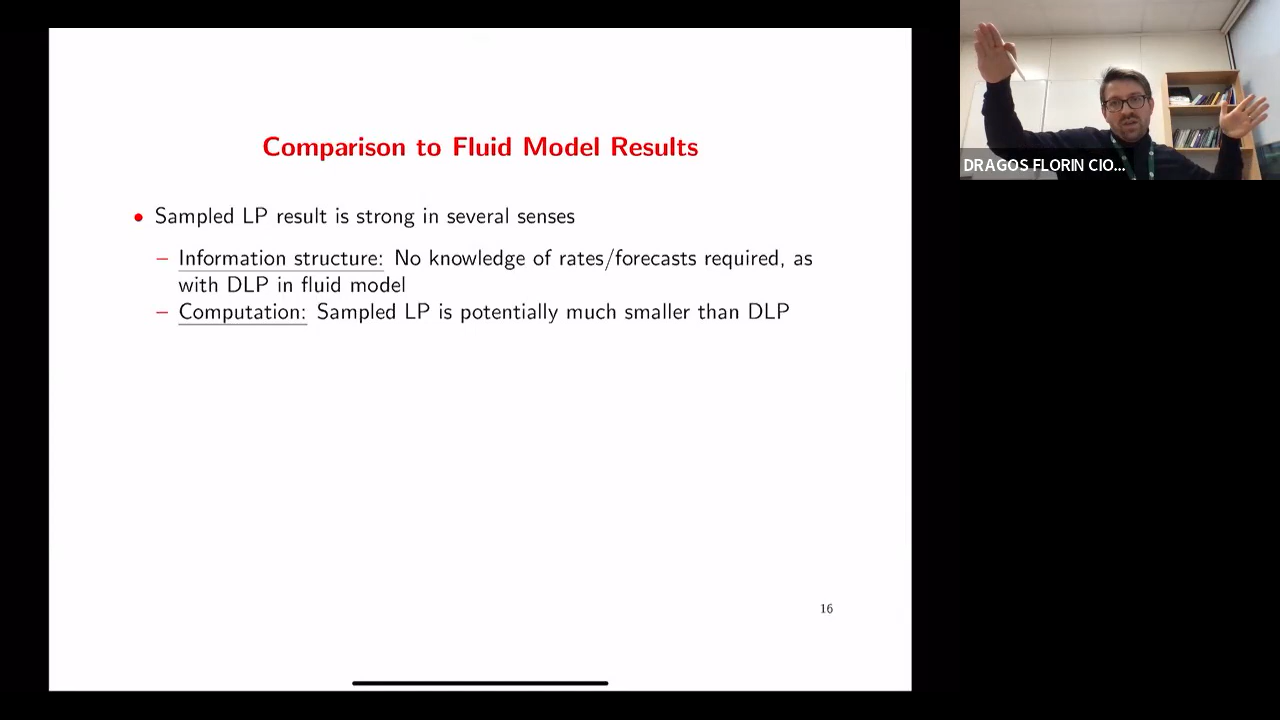 Comparison to Fluid Model Results
• Sampled LP result is strong in several senses
– Information structure: No knowledge of rates/forecasts required, as
with DLP in fluid model
– Computation: Sampled LP is potentially much smaller than DLP
16
DRAGOS FLORIN CIO...